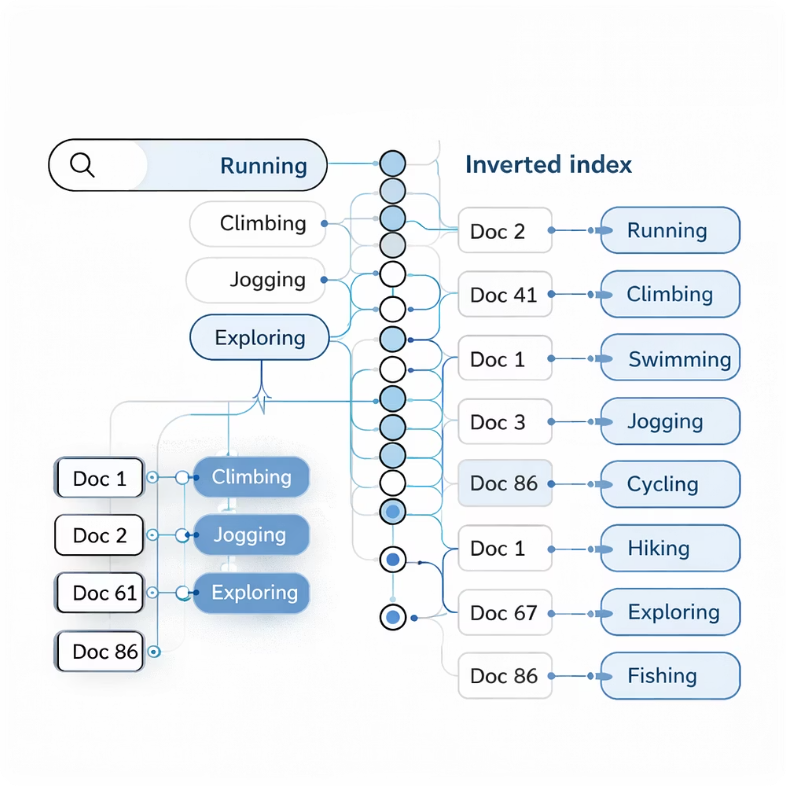 Running
Inverted index
Climbing
Jogging
Exploring
Doc 1 Climbing
Doc 2 Jogging
Doc 61 Exploring
Doc 86
Doc 2 Running
Doc 41 Climbing
Doc 1 Swimming
Doc 3 Jogging
Doc 86 Cycling
Doc 1 Hiking
Doc 67 Exploring
Doc 86 Fishing